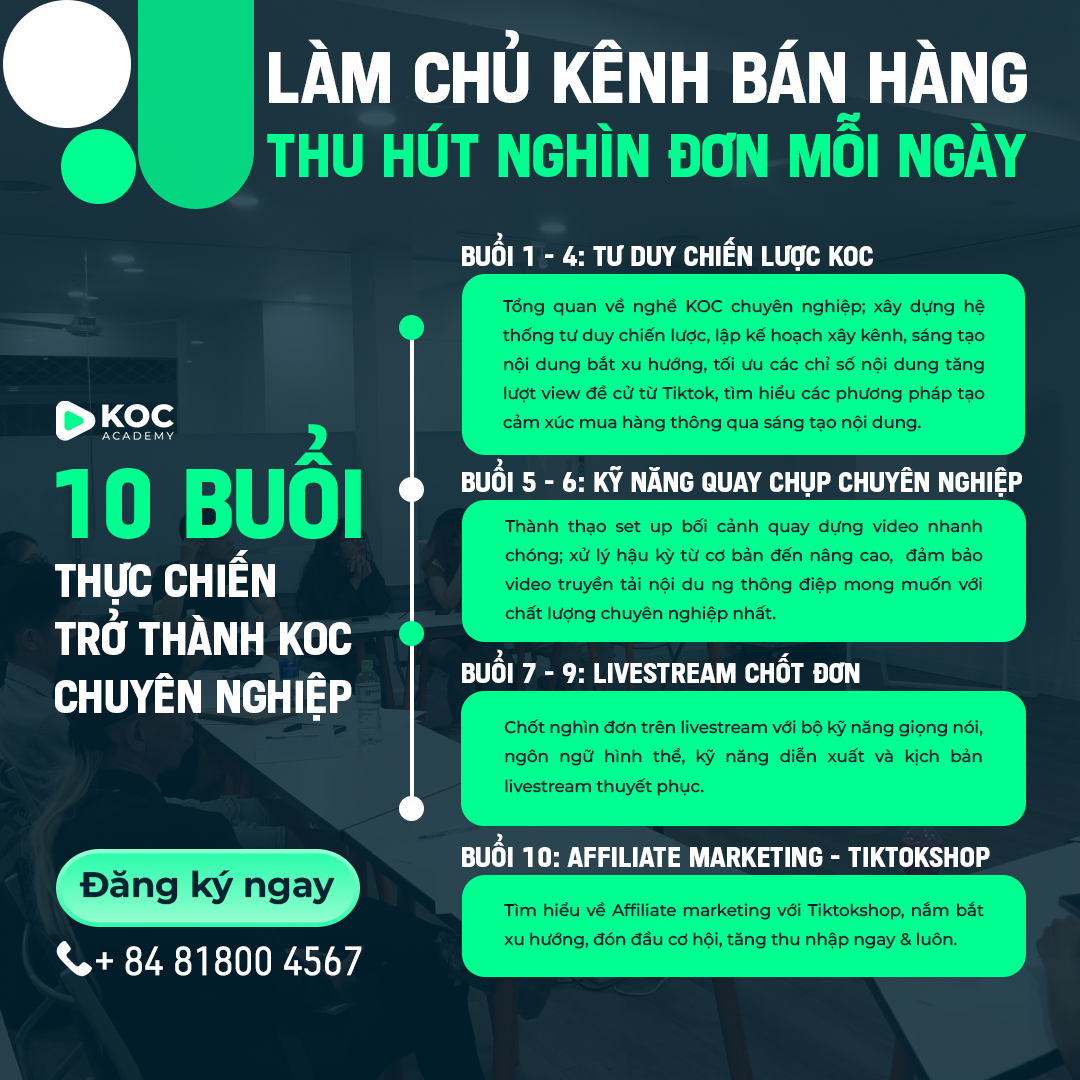 LÀM CHỦ KÊNH BÁN HÀNG
THU HÚT NGHÌN ĐƠN MỖI NGÀY
KOC
ACADEMY
10 BUỔI
THỰC CHIẾN
TRỞ THÀNH KOC
CHUYÊN NGHIỆP
Đăng ký ngay
+ 84 81800 4567
BUỔI 1 - 4: TƯ DUY CHIẾN LƯỢC KOC
Tổng quan về nghề KOC chuyên nghiệp; xây dựng hệ
thống tư duy chiến lược, lập kế hoạch xây kênh, sáng tạo
nội dung bắt xu hướng, tối ưu các chỉ số nội dung tăng
lượt view đề cử từ Tiktok, tìm hiểu các phương pháp tạo
cảm xúc mua hàng thông qua sáng tạo nội dung.
BUỔI 5 - 6: KỸ NĂNG QUAY CHỤP CHUYÊN NGHIỆP
Thành thạo set up bối cảnh quay dựng video nhanh
chóng; xử lý hậu kỳ từ cơ bản đến nâng cao, đảm bảo
video truyền tải nội du ng thông điệp mong muốn với
chất lượng chuyên nghiệp nhất.
BUỔI 7 - 9: LIVESTREAM CHỐT ĐƠN
Chốt nghìn đơn trên livestream với bộ kỹ năng giọng nói,
ngôn ngữ hình thể, kỹ năng diễn xuất và kịch bản
livestream thuyết phục.
BUỔI 10: AFFILIATE MARKETING - TIKTOKSHOP
Tìm hiểu về Affiliate marketing với Tiktokshop, nắm bắt
xu hướng, đón đầu cơ hội, tăng thu nhập ngay & luôn.